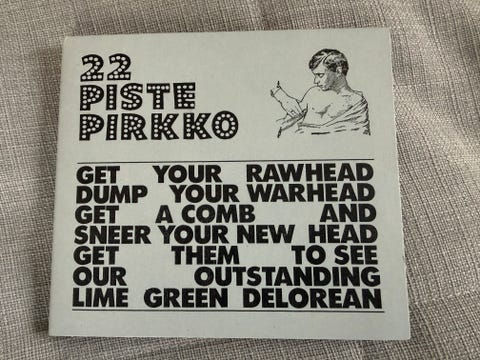 22
PISTE
PIRKKO
GET YOUR RAWHEAD
DUMP YOUR WARHEAD
GET A COMB AND
SNEER YOUR NEW HEAD
GET THEM TO SEE
OUR OUTSTANDING
LIME GREEN DELOREAN